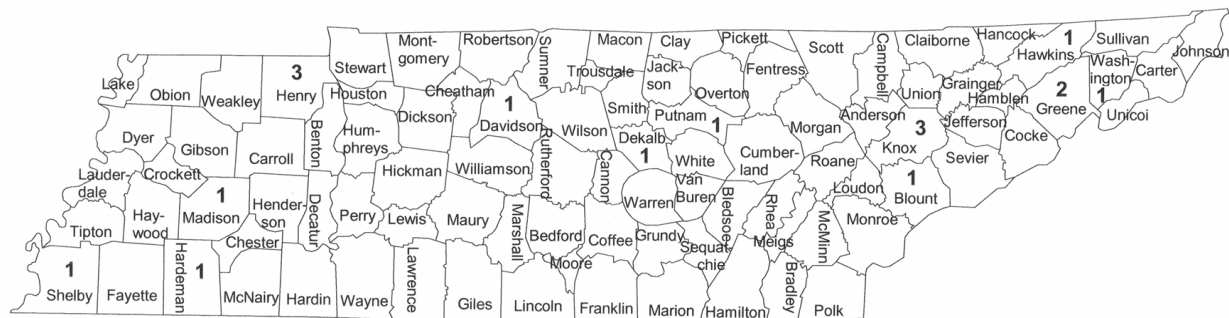 Lake
Obion
Weakley
3
Henry
Stewart
Mont-
gomery
Robertson
Sumner
Macon
Trousdale
Clay
Jack-
son
Pickett
Overton
Fentress
Scott
Campbell
Claiborne
Hancock
1
Hawkins
Sullivan
Johnson
Wash-
ington
1
Carter
Unicoi
2
Greene
Grainger
Hamblen
Union
Anderson
Jefferson
Cocke
3
Knox
Sevier
1
Blount
Loudon
Monroe
Roane
Morgan
Cumber-
land
Putnam
1
Smith
Dekalb
1
White
Van
Buren
Warren
Cannon
Wilson
Rutherford
1
Davidson
Cheatham
Dickson
Houston
Hum-
phreys
Benton
Carroll
Gibson
Dyer
Crockett
Lauder-
dale
Tipton
Hay-
wood
1
Madison
Hender-
son
Chester
Decatur
Perry
Hickman
Williamson
Lewis
Maury
Marshall
Bedford
Moore
Coffee
Grundy
Sequat-
chie
Bledsoe
Rhea
Meigs
McMinn
Bradley
Polk
Hamilton
Marion
Franklin
Lincoln
Giles
Lawrence
Wayne
Hardin
McNairy
Hardeman
1
Fayette
1
Shelby